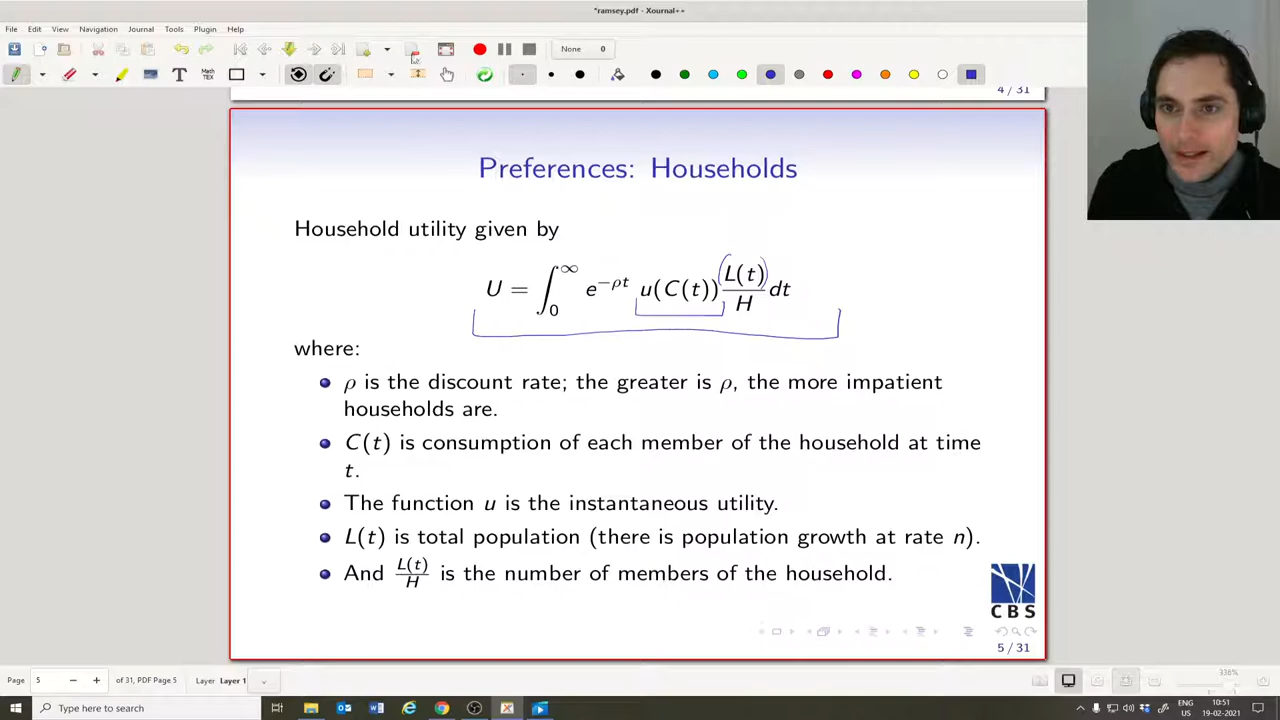 *ramsey.pdf - Xournal++
File Edit View Navigation Journal Tools Plugin Help
None 0
T MATH TEX
4 / 31
Preferences: Households
Household utility given by
U = ∫₀^∞ e^{−ρt} u(C(t)) L(t)/H dt
where:
ρ is the discount rate; the greater is ρ, the more impatient
households are.
C(t) is consumption of each member of the household at time
t.
The function u is the instantaneous utility.
L(t) is total population (there is population growth at rate n).
And L(t)/H is the number of members of the household.
CBS
5 / 31
Page 5 of 31, PDF Page 5 Layer Layer 1
336%
Type here to search
ENG 10:51
US 19-02-2021